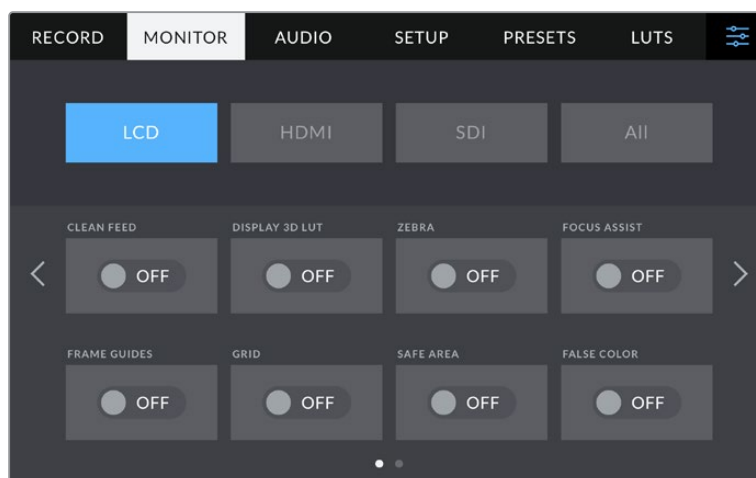 RECORD MONITOR AUDIO SETUP PRESETS LUTS
LCD HDMI SDI All
CLEAN FEED DISPLAY 3D LUT ZEBRA FOCUS ASSIST
OFF OFF OFF OFF
FRAME GUIDES GRID SAFE AREA FALSE COLOR
OFF OFF OFF OFF